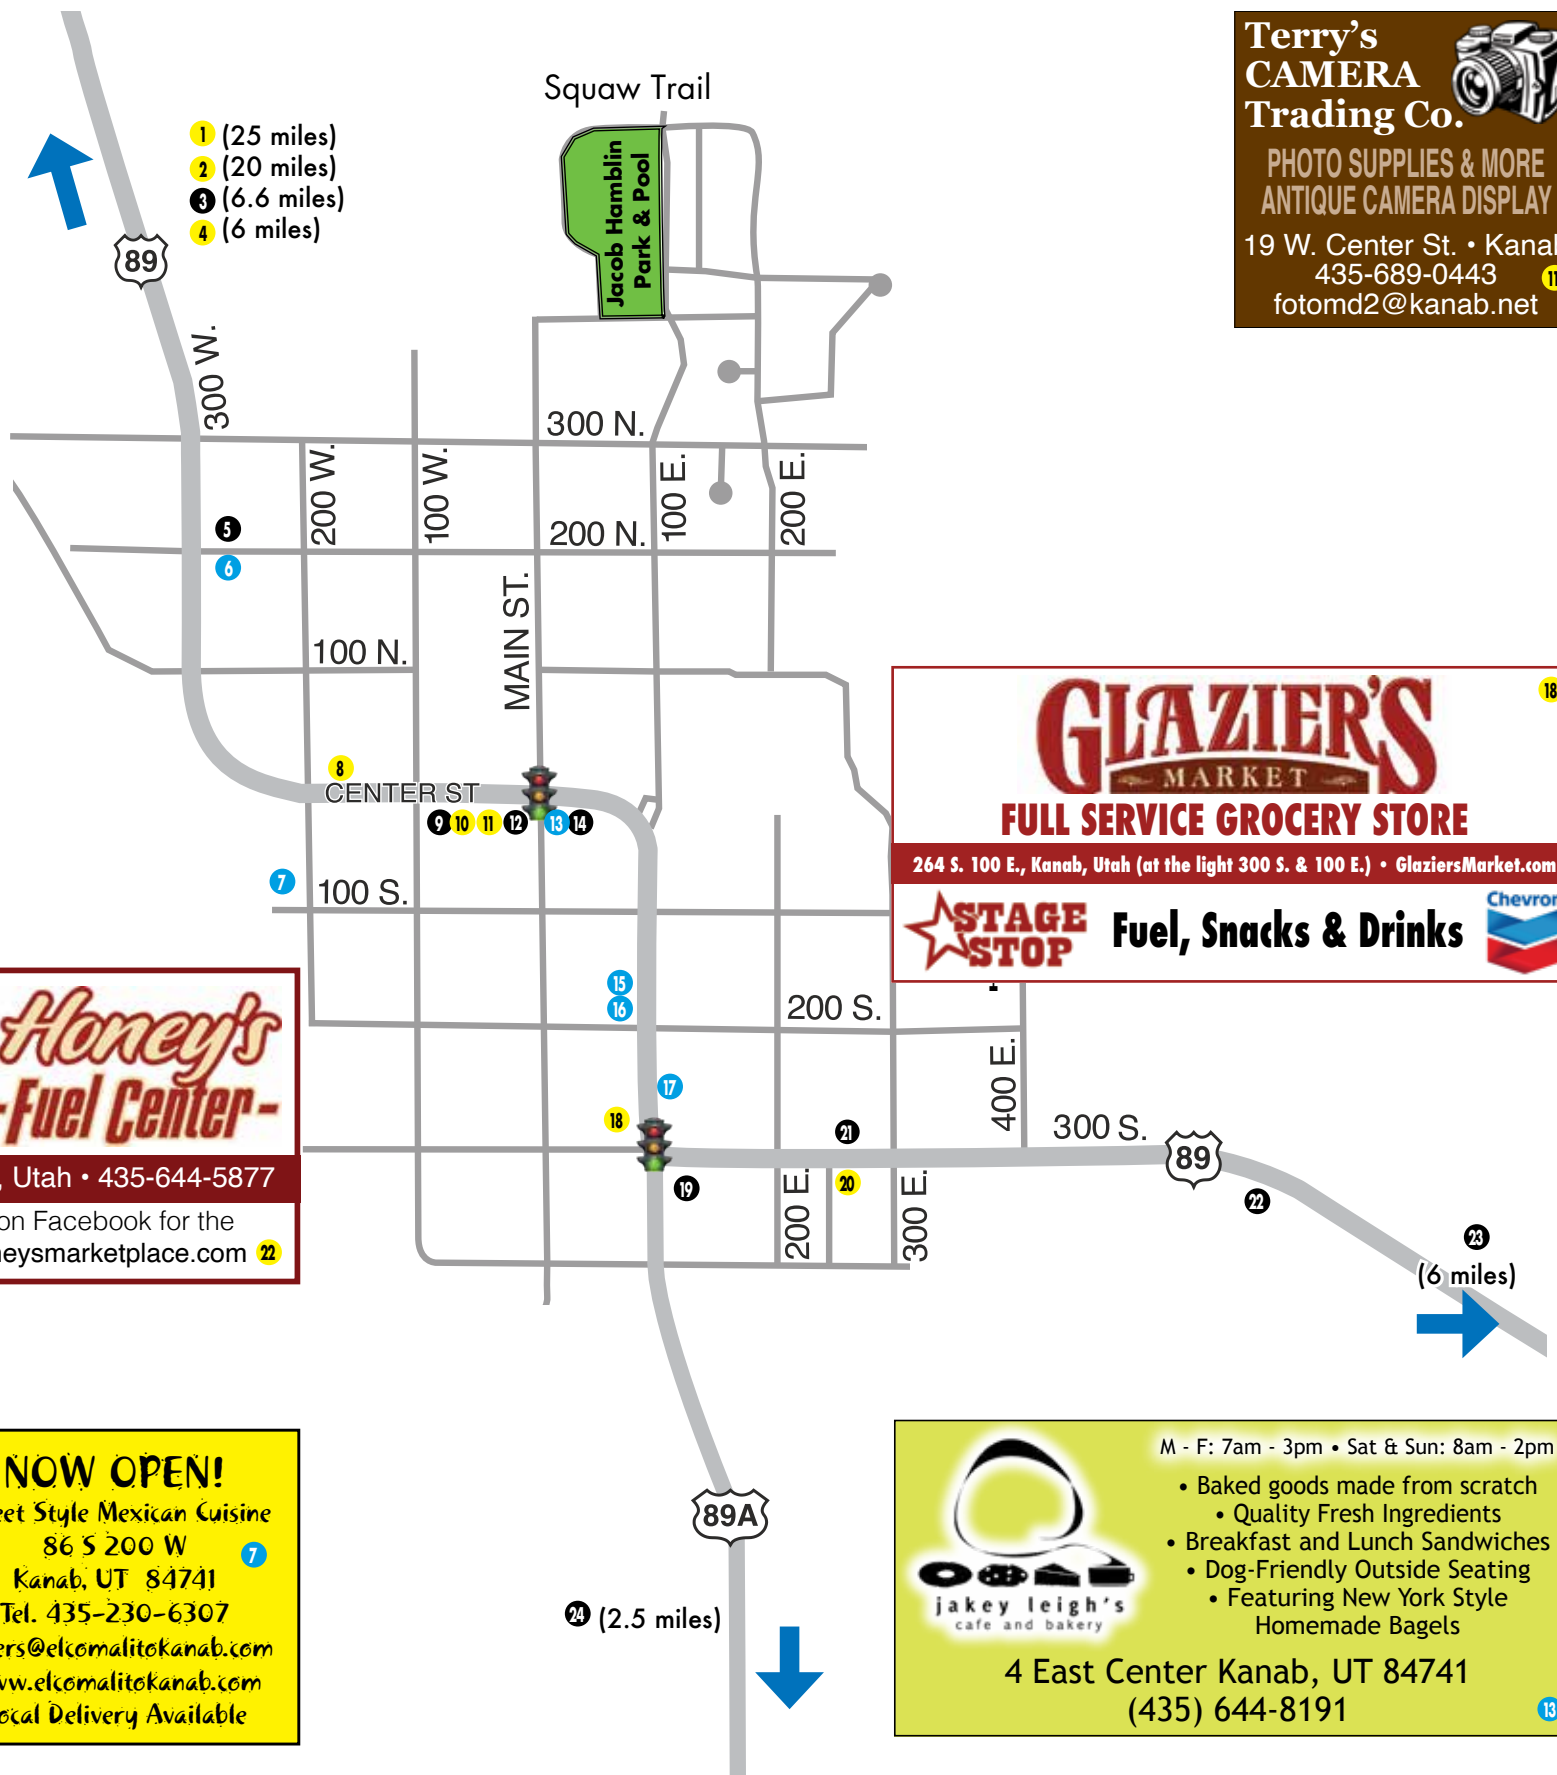 Squaw Trail
1 (25 miles)
2 (20 miles)
3 (6.6 miles)
4 (6 miles)
Jacob Hamblin
Park & Pool
89
300 W.
300 N.
200 W.
100 W.
100 E.
200 E.
5
200 N.
6
MAIN ST.
100 N.
8
CENTER ST
9 10 11 12 13 14
7
100 S.
15
16
200 S.
17
400 E.
18
21
300 S.
89
19
20
200 E.
300 E.
22
23
(6 miles)
89A
24 (2.5 miles)
Terry's
CAMERA
Trading Co.
PHOTO SUPPLIES & MORE
ANTIQUE CAMERA DISPLAY
19 W. Center St. •
435-689-0443
11
fotomd2@kanab.net
18
GLAZIER'S
MARKET
FULL SERVICE GROCERY STORE
264 S. 100 E., Kanab, Utah (at the light 300 S. & 100 E.) • GlaziersMarket.com
STAGE
STOP
Fuel, Snacks & Drinks
Chevron
Honey's
-Fuel Center-
, Utah • 435-644-5877
on Facebook for the
neysmarketplace.com 22
NOW OPEN!
eet Style Mexican Cuisine
86 S 200 W
7
Kanab, UT 84741
Tel. 435-230-6307
ers@elcomalitokanab.com
ww.elcomalitokanab.com
ocal Delivery Available
M - F: 7am - 3pm • Sat & Sun: 8am - 2pm
• Baked goods made from scratch
• Quality Fresh Ingredients
• Breakfast and Lunch Sandwiches
• Dog-Friendly Outside Seating
• Featuring New York Style
Homemade Bagels
jakey leigh's
cafe and bakery
4 East Center Kanab, UT 84741
(435) 644-8191
13